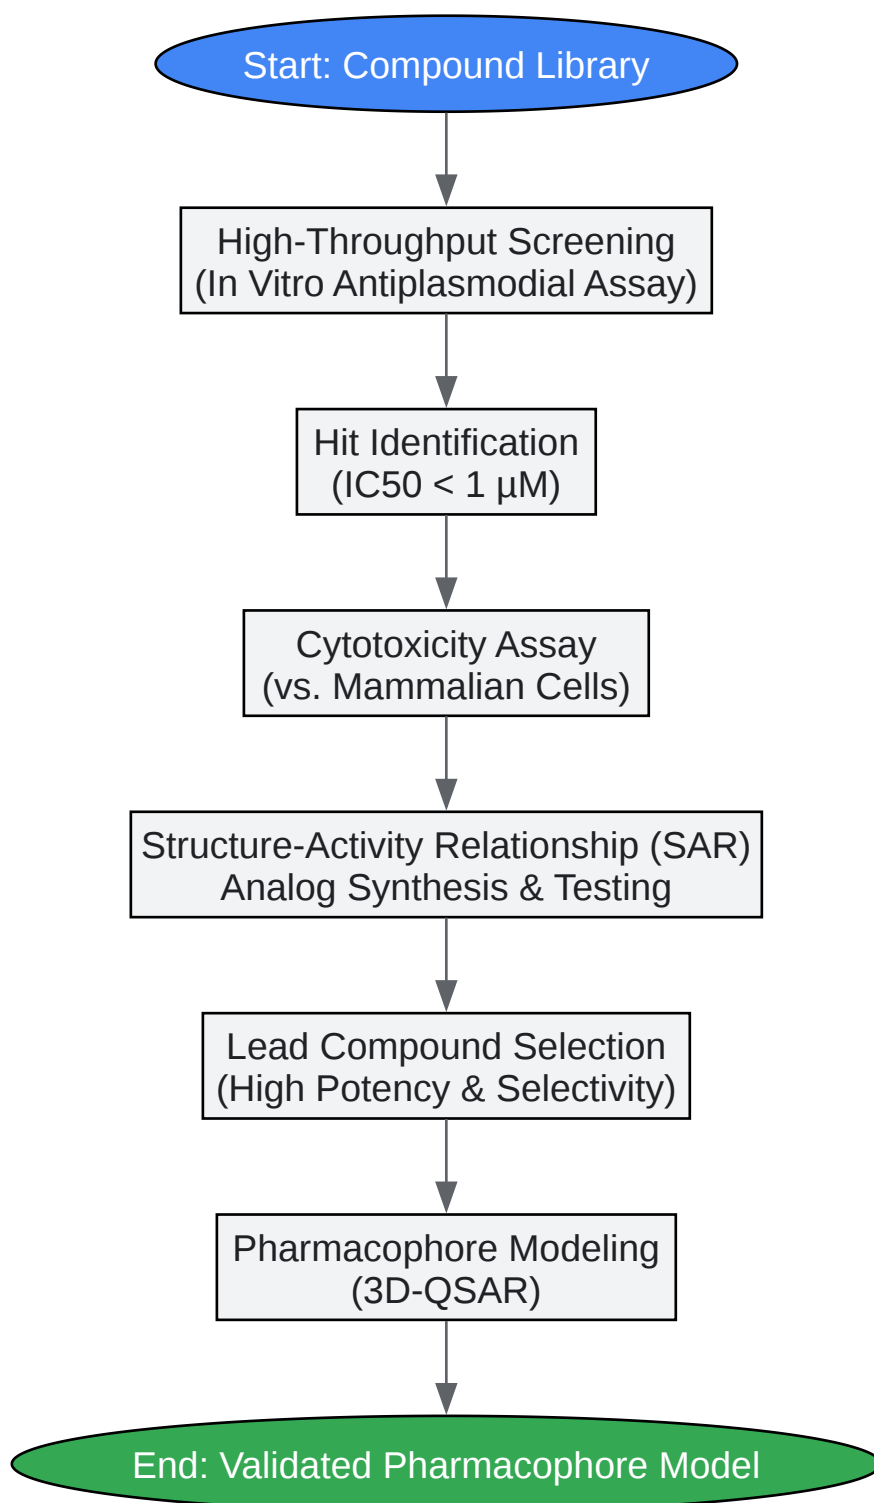 Start: Compound Library
High-Throughput Screening
(In Vitro Antiplasmodial Assay)
Hit Identification
(IC50 < 1 µM)
Cytotoxicity Assay
(vs. Mammalian Cells)
Structure-Activity Relationship (SAR)
Analog Synthesis & Testing
Lead Compound Selection
(High Potency & Selectivity)
Pharmacophore Modeling
(3D-QSAR)
End: Validated Pharmacophore Model